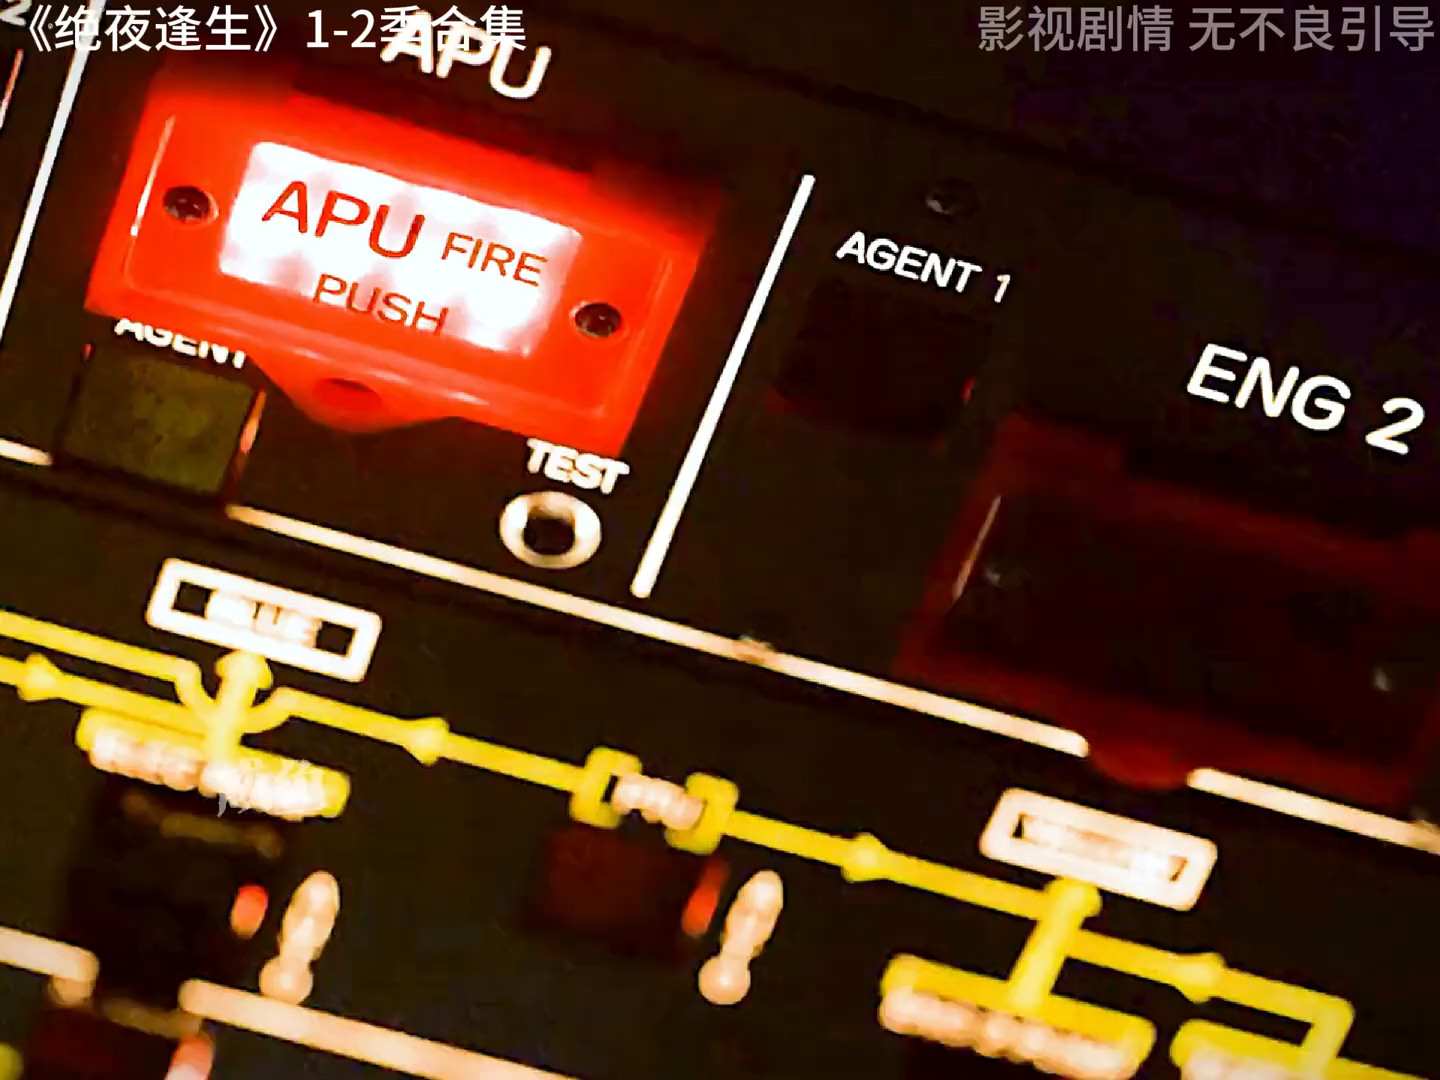 《绝夜逢生》1-2季合集
影视剧情 无不良引导
APU
APU FIRE
PUSH
AGENT
TEST
AGENT 1
ENG 2